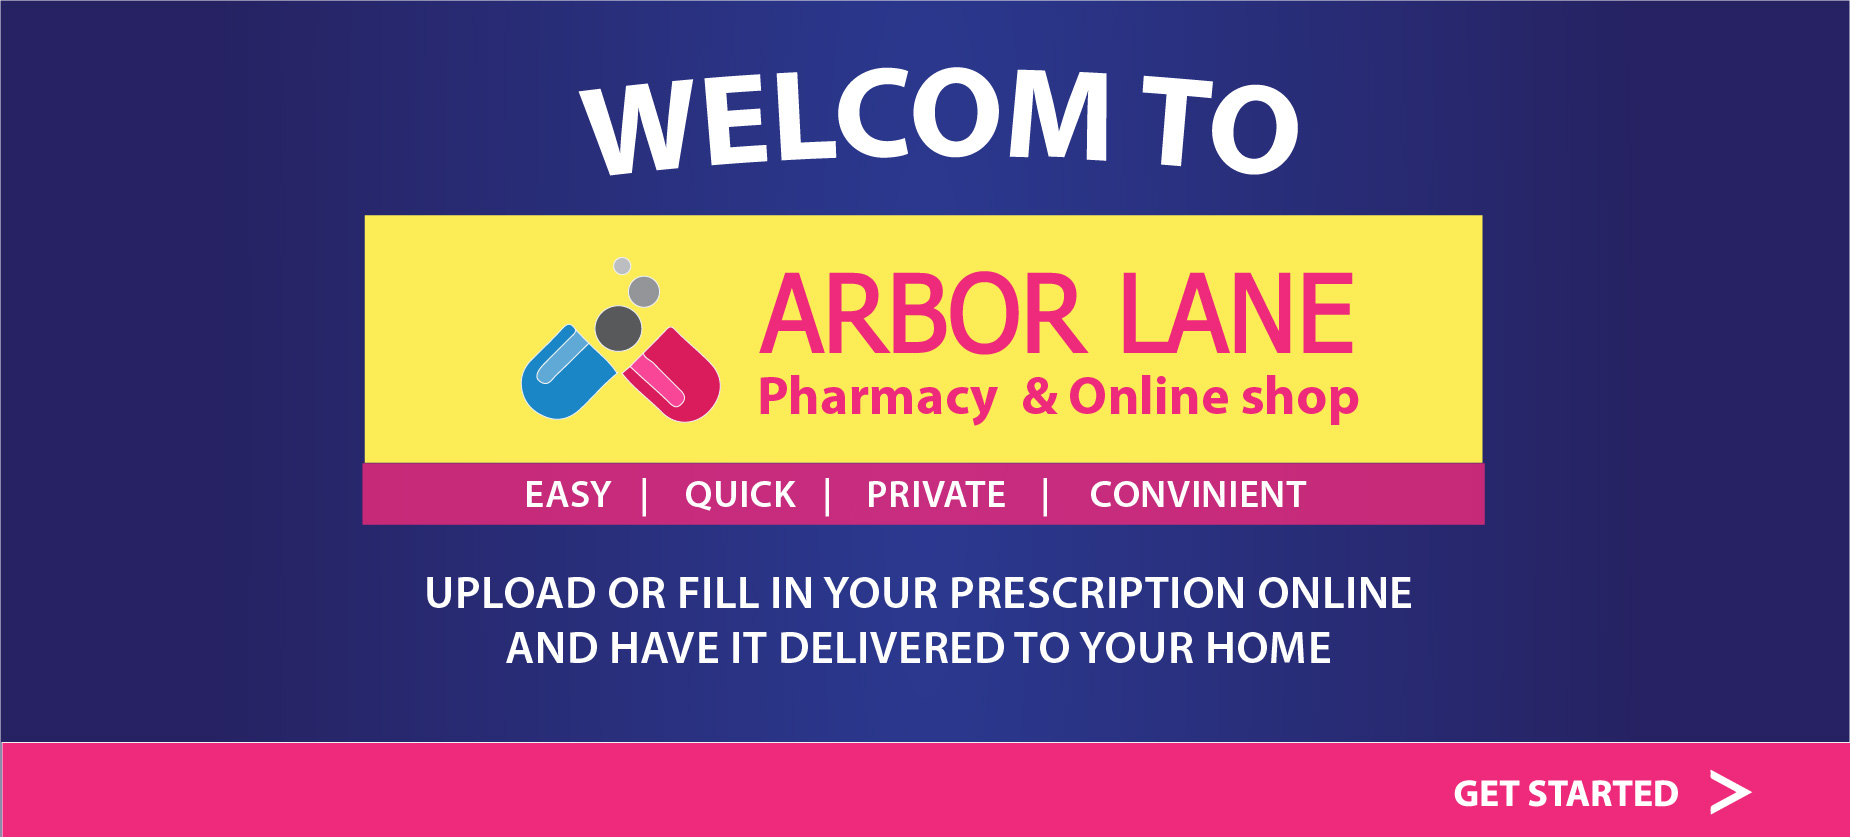 WELCOM TO
ARBOR LANE
Pharmacy & Online shop
EASY | QUICK | PRIVATE | CONVINIENT
UPLOAD OR FILL IN YOUR PRESCRIPTION ONLINE
AND HAVE IT DELIVERED TO YOUR HOME
GET STARTED >